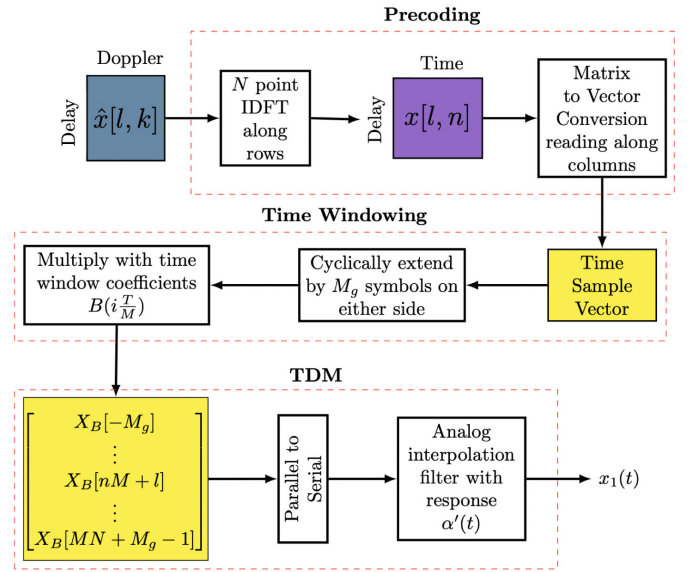 Precoding
Doppler
Delay
x̂[l, k]
N point
IDFT
along
rows
Time
Delay
x[l, n]
Matrix
to Vector
Conversion
reading along
columns
Time Windowing
Multiply with time
window coefficients
B(i T/M)
Cyclically extend
by M_g symbols on
either side
Time
Sample
Vector
TDM
X_B[−M_g]
⋮
X_B[nM + l]
⋮
X_B[MN + M_g − 1]
Parallel to
Serial
Analog
interpolation
filter with
response
α′(t)
x₁(t)